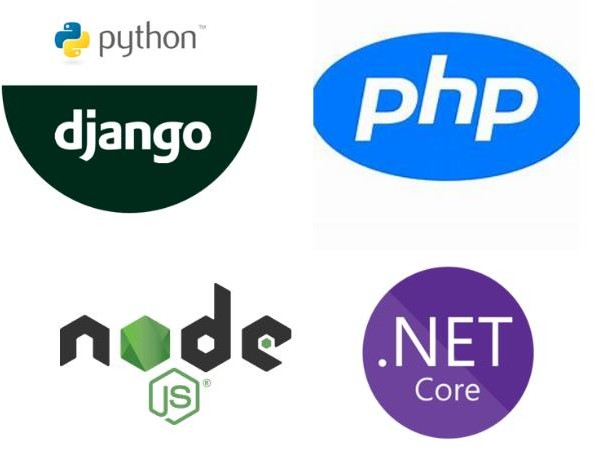 python™
django
php
node
JS®
.NET
Core